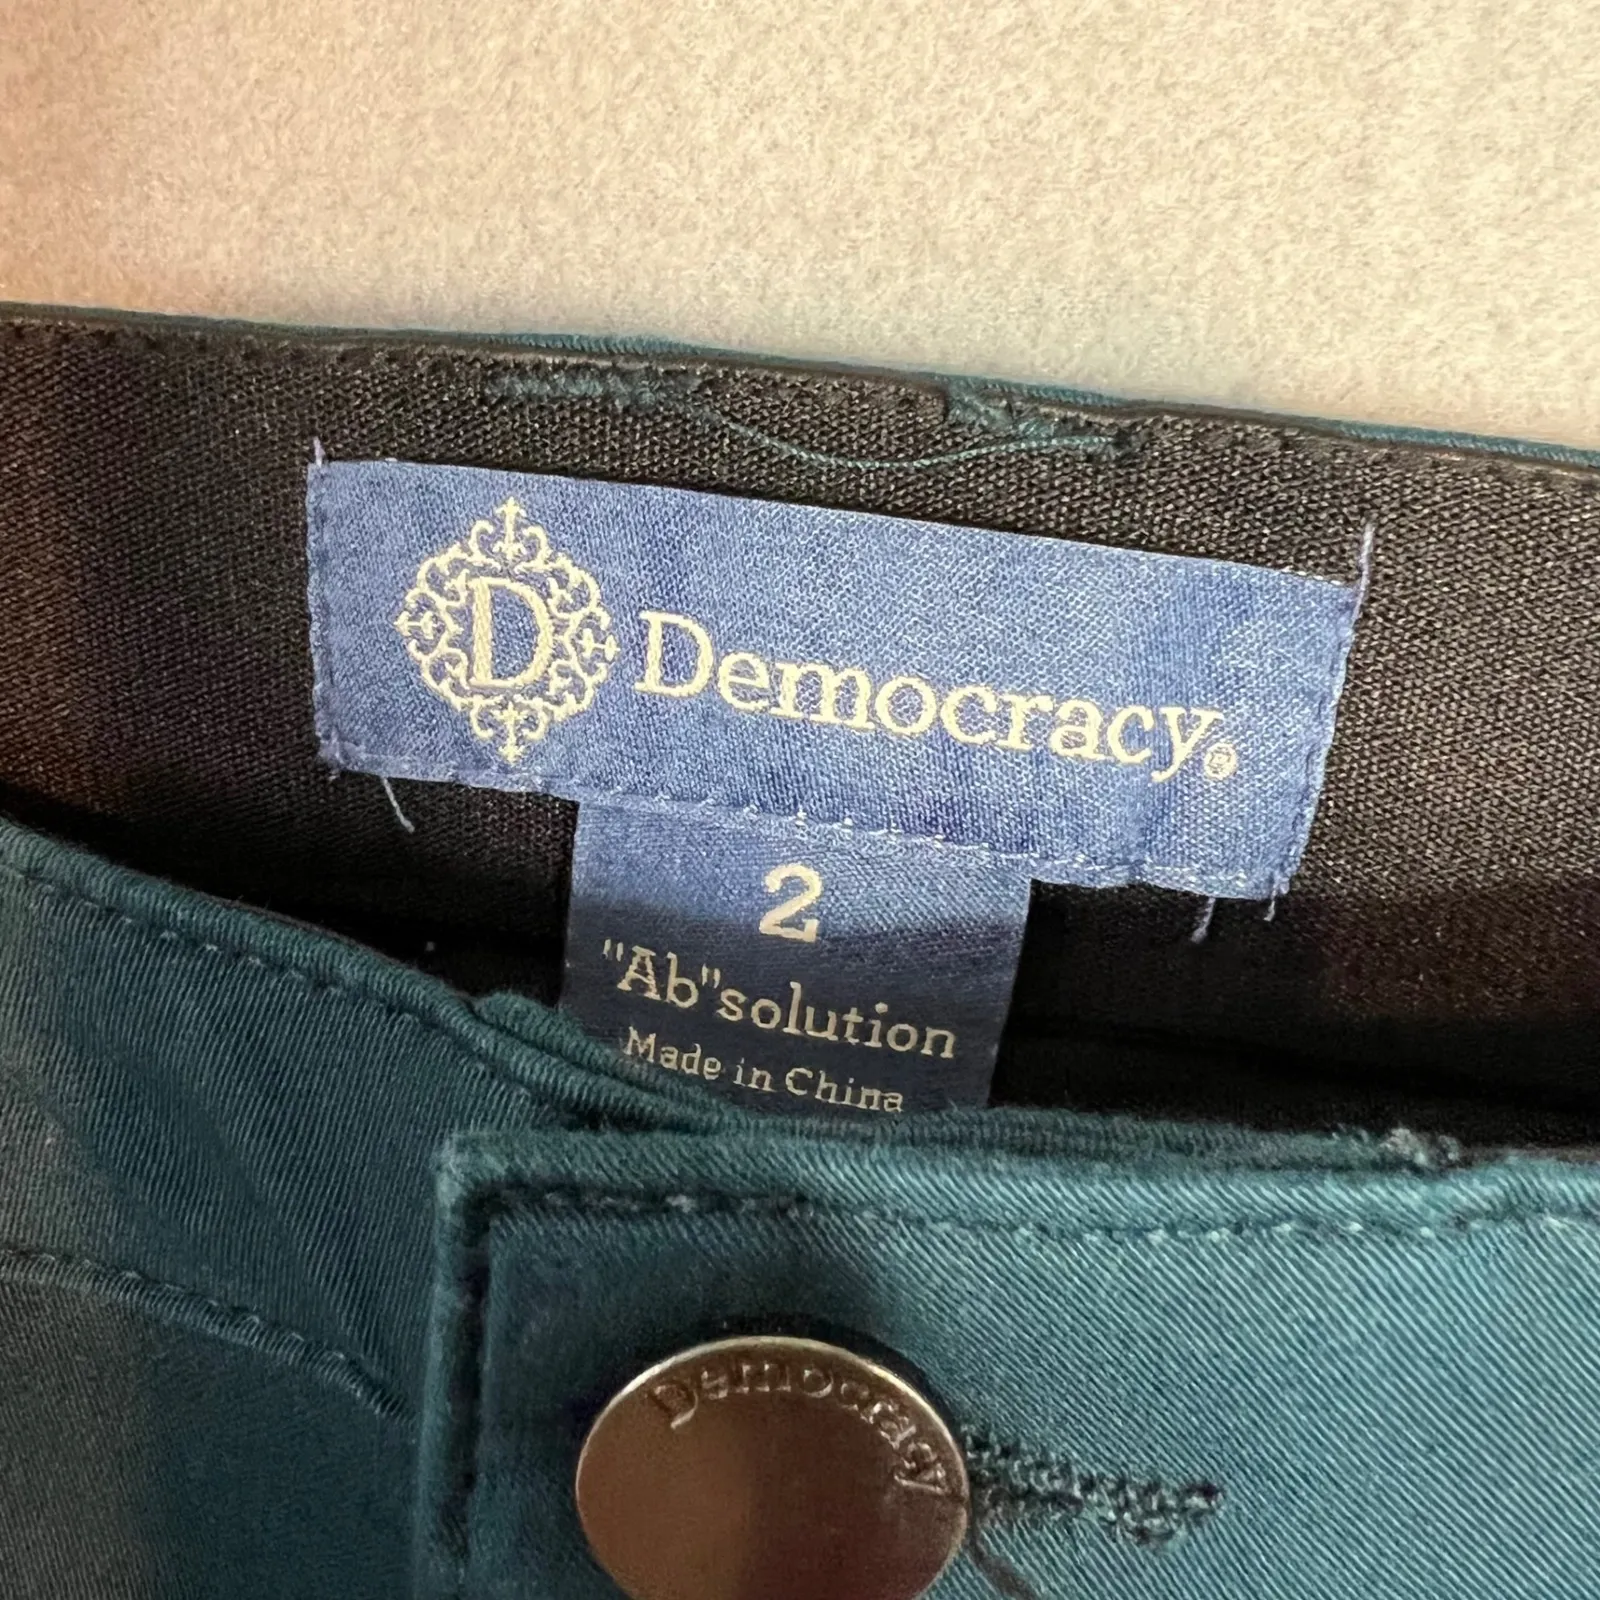 D Democracy®
2
"Ab"solution
Made in China
Democracy